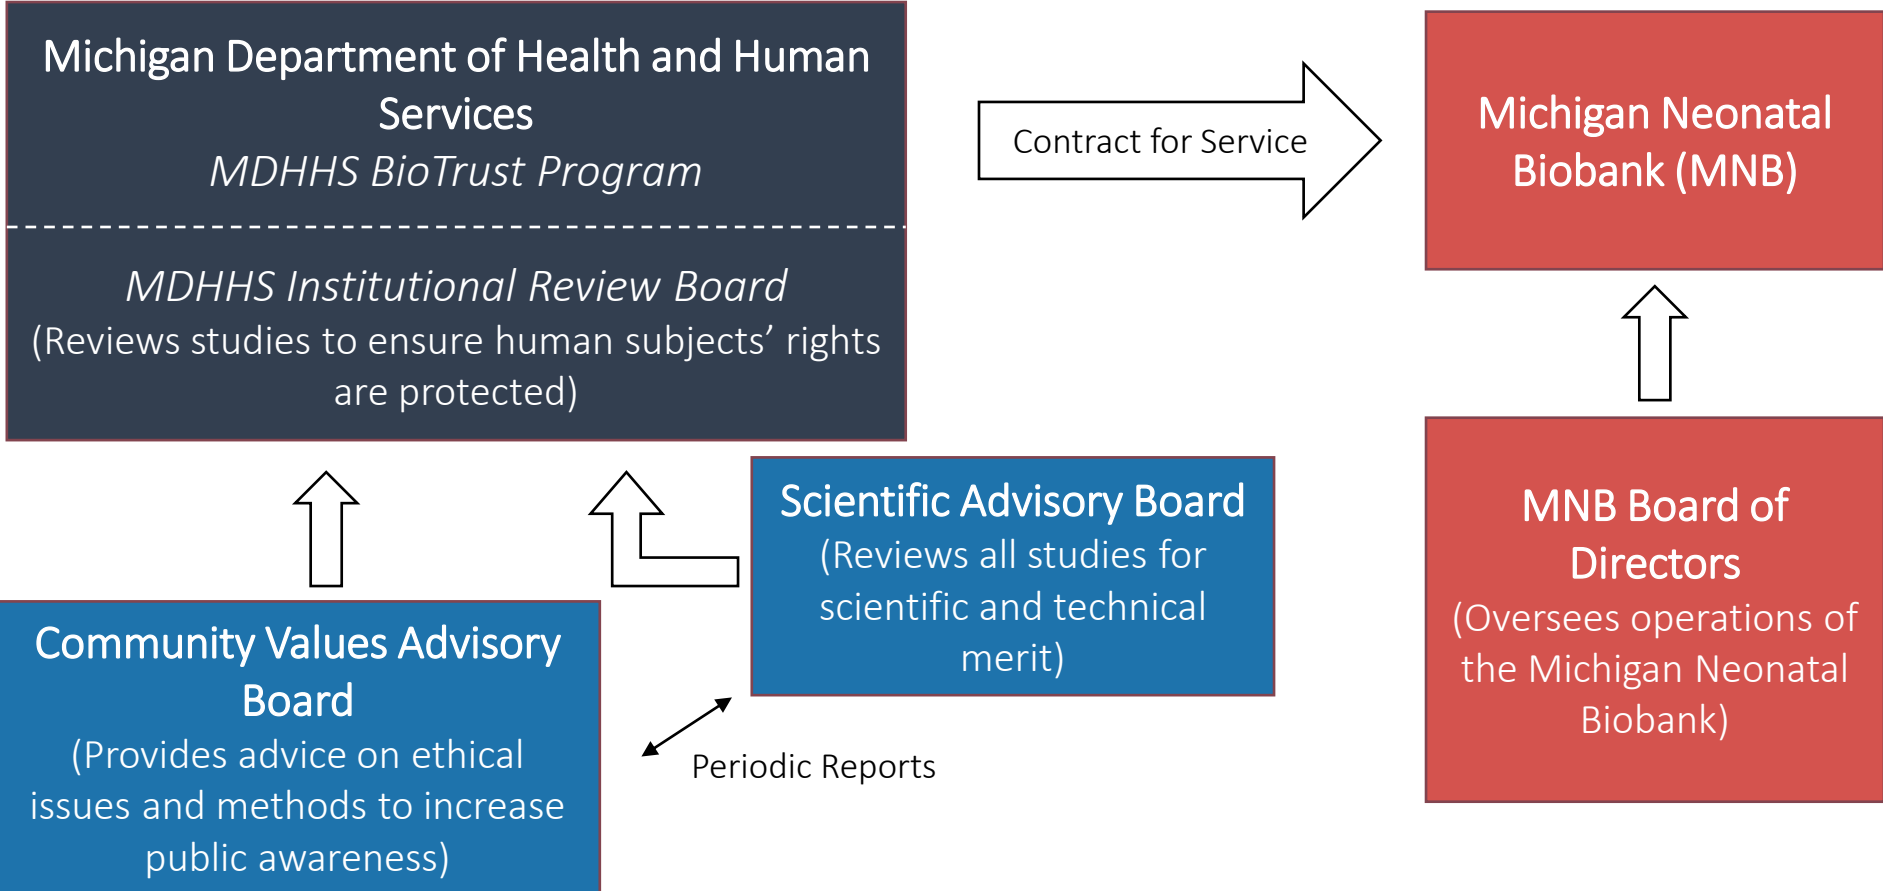 Michigan Department of Health and Human
Services
MDHHS BioTrust Program
MDHHS Institutional Review Board
(Reviews studies to ensure human subjects’ rights
are protected)
Contract for Service
Michigan Neonatal
Biobank (MNB)
Scientific Advisory Board
(Reviews all studies for
scientific and technical
merit)
Community Values Advisory
Board
(Provides advice on ethical
issues and methods to increase
public awareness)
Periodic Reports
MNB Board of
Directors
(Oversees operations of
the Michigan Neonatal
Biobank)